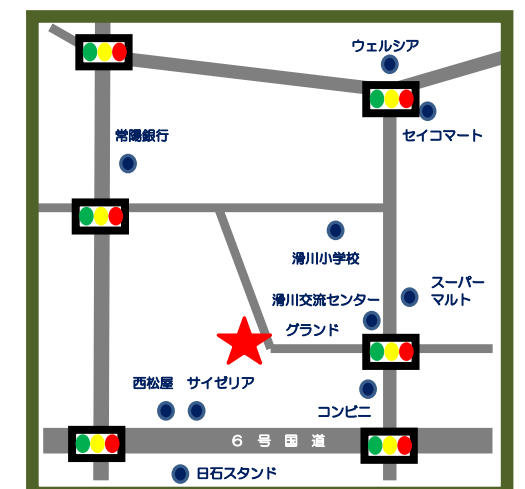 ウェルシア
セイコマート
常陽銀行
滑川小学校
スーパー
マルト
滑川交流センター
グランド
西松屋 サイゼリア
コンビニ
６号国道
日石スタンド